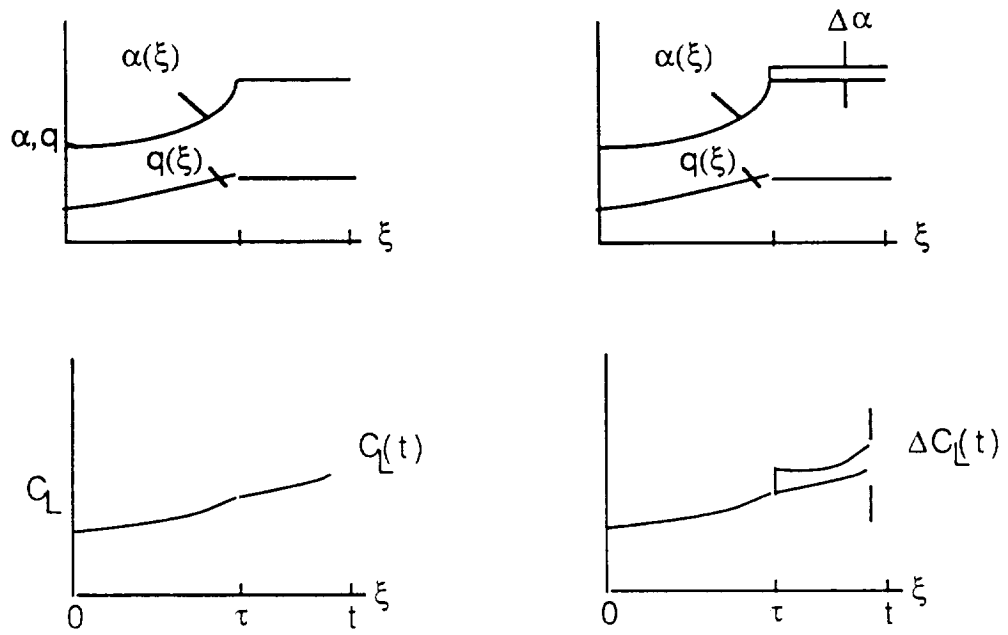 α(ξ)
α,q
q(ξ)
ξ
Δα
α(ξ)
q(ξ)
ξ
C_L
C_L(t)
0
τ
t
ξ
ΔC_L(t)
0
τ
t
ξ